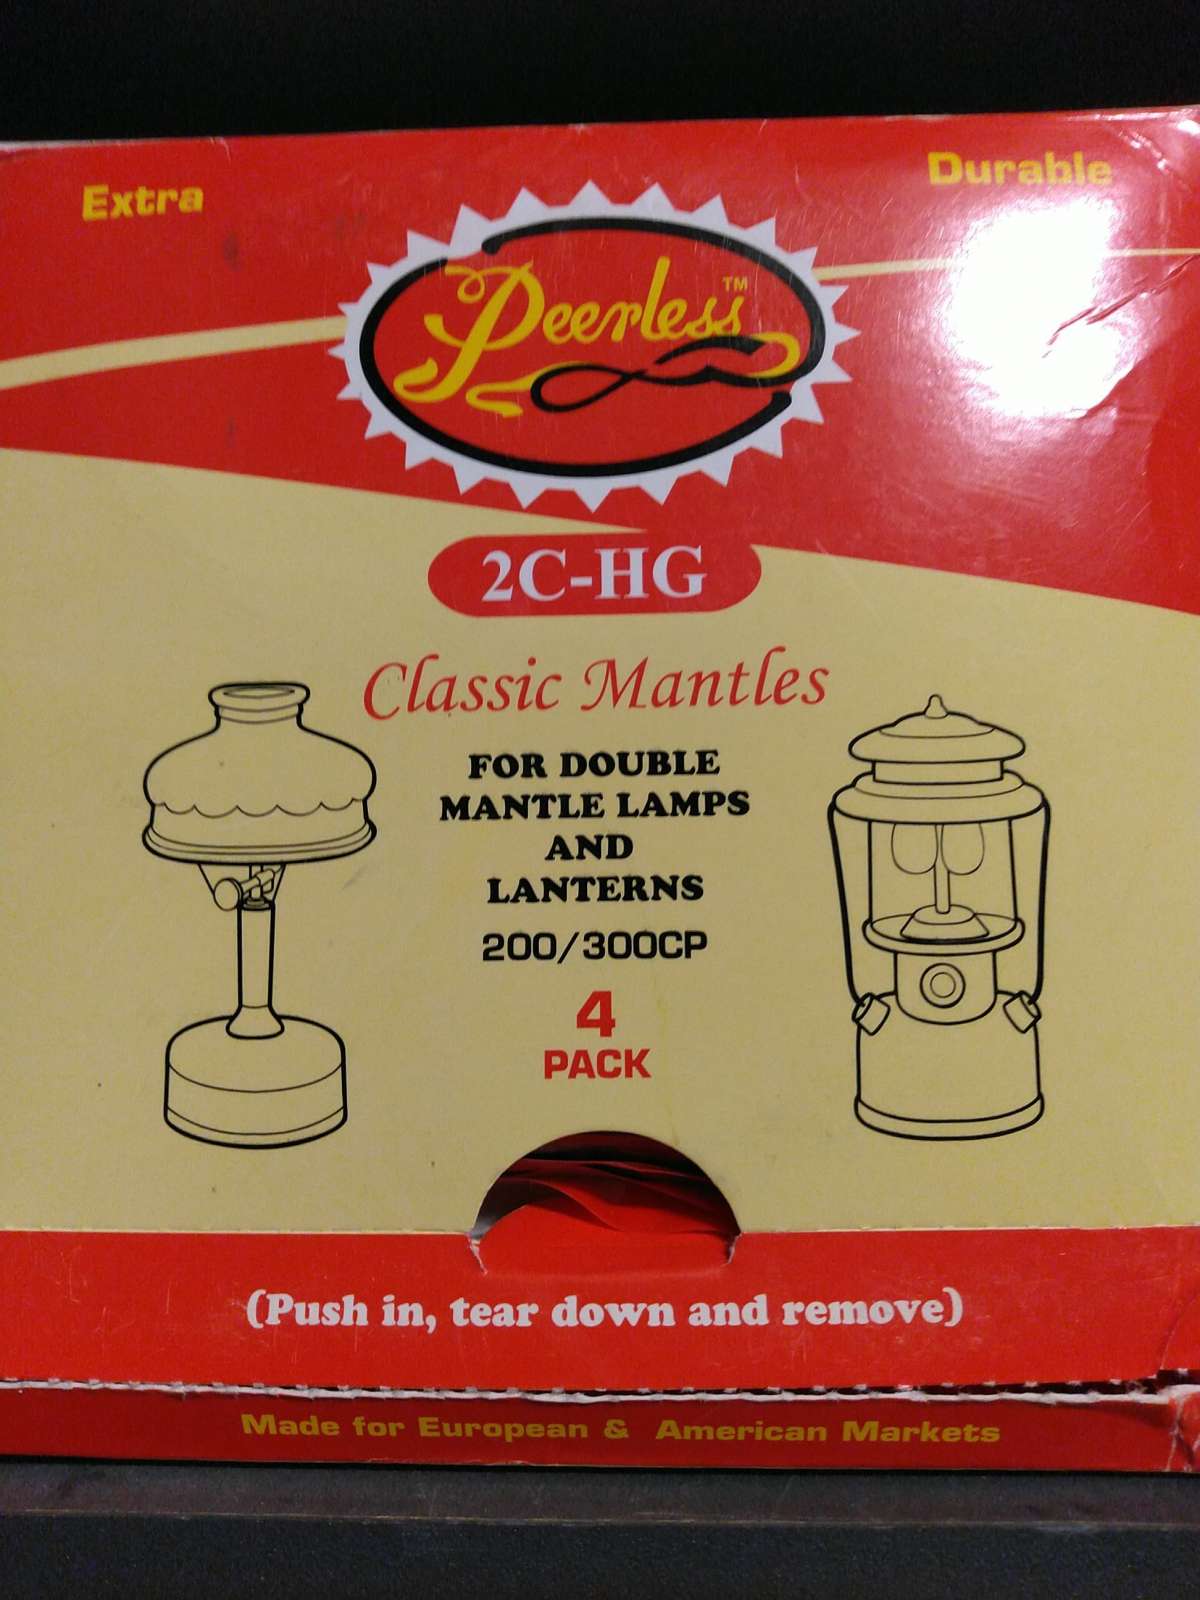 Extra
Durable
Peerless™
2C-HG
Classic Mantles
FOR DOUBLE
MANTLE LAMPS
AND
LANTERNS
200/300CP
4
PACK
(Push in, tear down and remove)
Made for European & American Markets